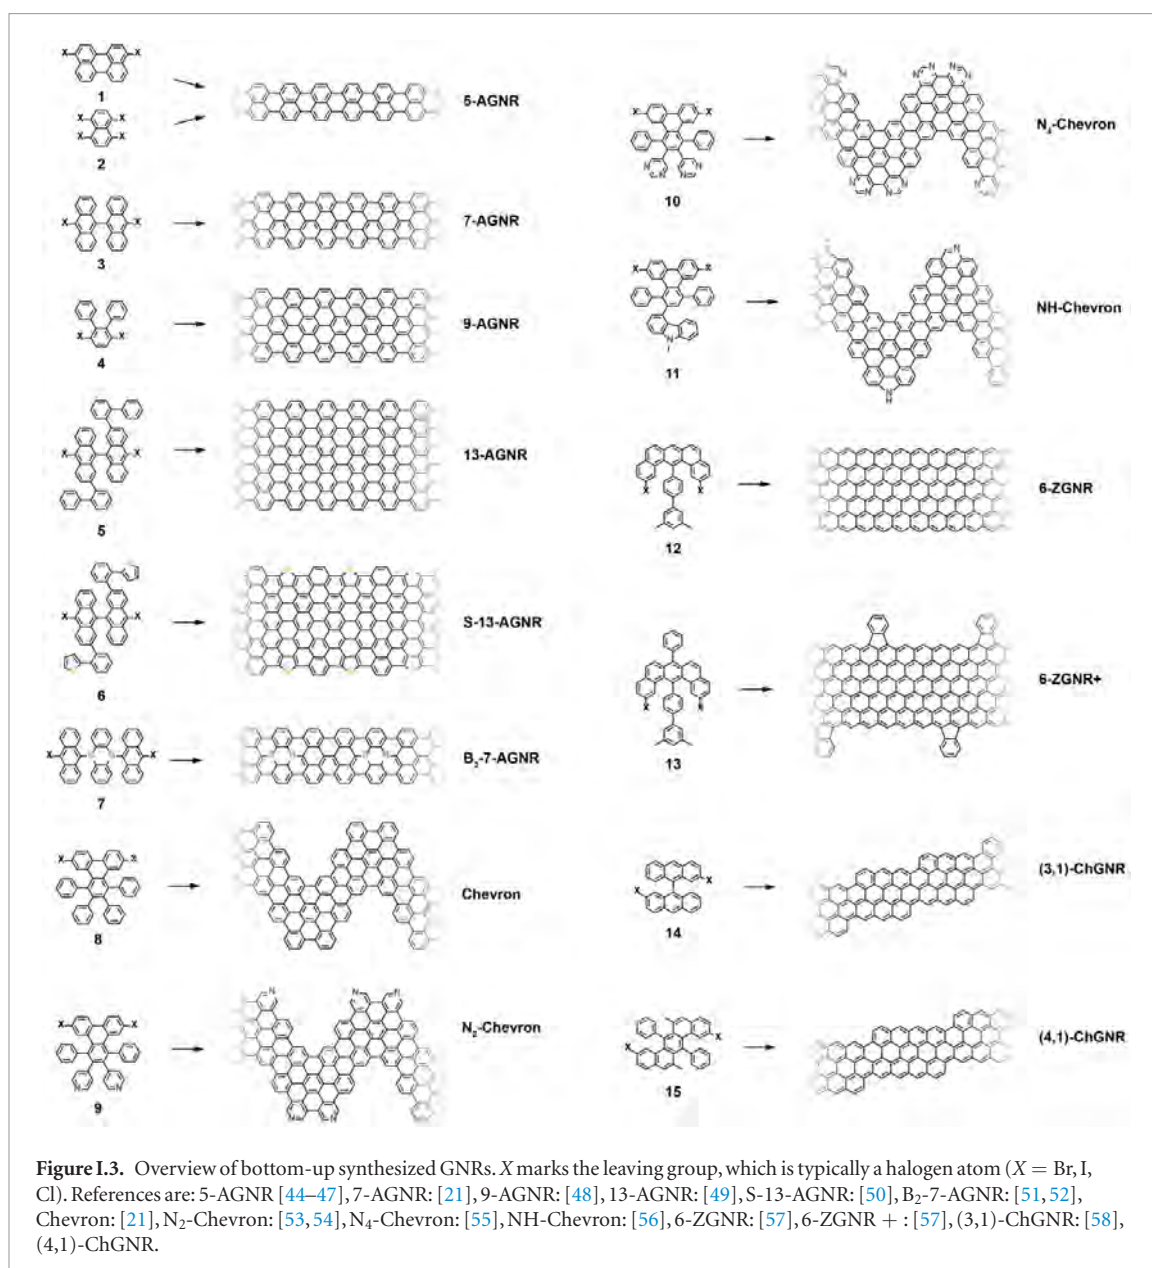 X X
1
5-AGNR
X X
X X
2
X X
3
7-AGNR
X X
4
9-AGNR
X X
5
13-AGNR
X X
6
S-13-AGNR
X X
7
B2-7-AGNR
X X
8
Chevron
N N
X X
N N
9
N2-Chevron
N N
N N N N
X X
N N
N N
10
N4-Chevron
N N N N
N
X X
N
11
NH-Chevron
N
H
X X
12
6-ZGNR
X X
13
6-ZGNR+
X
X
14
(3,1)-ChGNR
X
X
15
(4,1)-ChGNR
Figure I.3. Overview of bottom-up synthesized GNRs. X marks the leaving group, which is typically a halogen atom (X = Br, I,
Cl). References are: 5-AGNR [44–47], 7-AGNR: [21], 9-AGNR: [48], 13-AGNR: [49], S-13-AGNR: [50], B2-7-AGNR: [51, 52],
Chevron: [21], N2-Chevron: [53, 54], N4-Chevron: [55], NH-Chevron: [56], 6-ZGNR: [57], 6-ZGNR + : [57], (3,1)-ChGNR: [58],
(4,1)-ChGNR.